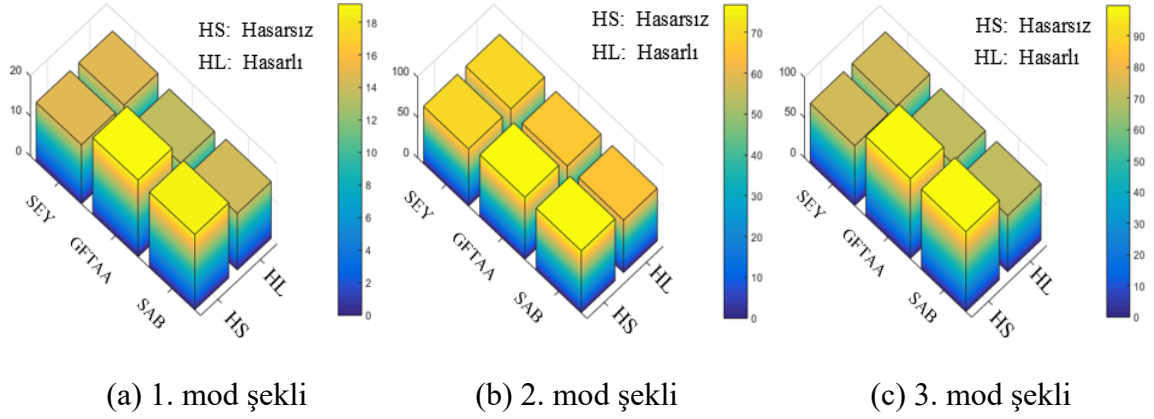 HS: Hasarsız
HL: Hasarlı
20
10
0
SEY
GFTAA
SAB
HS
HL
18
16
14
12
10
8
6
4
2
0
(a) 1. mod şekli
HS: Hasarsız
HL: Hasarlı
100
50
0
SEY
GFTAA
SAB
HS
HL
70
60
50
40
30
20
10
0
(b) 2. mod şekli
HS: Hasarsız
HL: Hasarlı
100
50
0
SEY
GFTAA
SAB
HS
HL
90
80
70
60
50
40
30
20
10
0
(c) 3. mod şekli